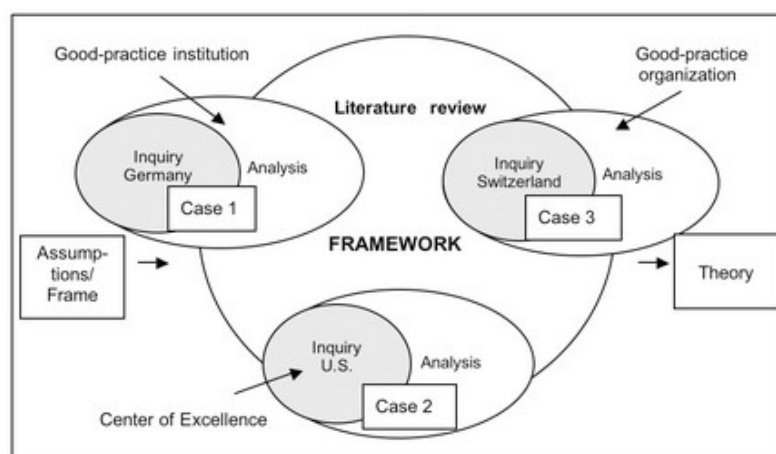 Good-practice institution
Good-practice
organization
Literature review
Inquiry
Germany
Analysis
Case 1
Inquiry
Switzerland
Analysis
Case 3
FRAMEWORK
Assump-
tions/
Frame
Theory
Inquiry
U.S.
Analysis
Case 2
Center of Excellence